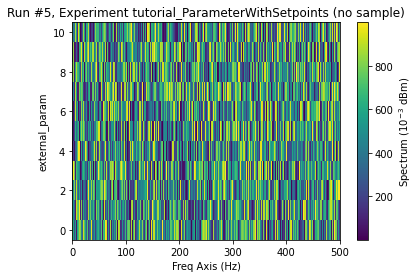 Run #5, Experiment tutorial_ParameterWithSetpoints (no sample)
10
8
6
4
2
0
external_param
0 100 200 300 400 500
Freq Axis (Hz)
800
600
400
200
Spectrum (10⁻³ dBm)